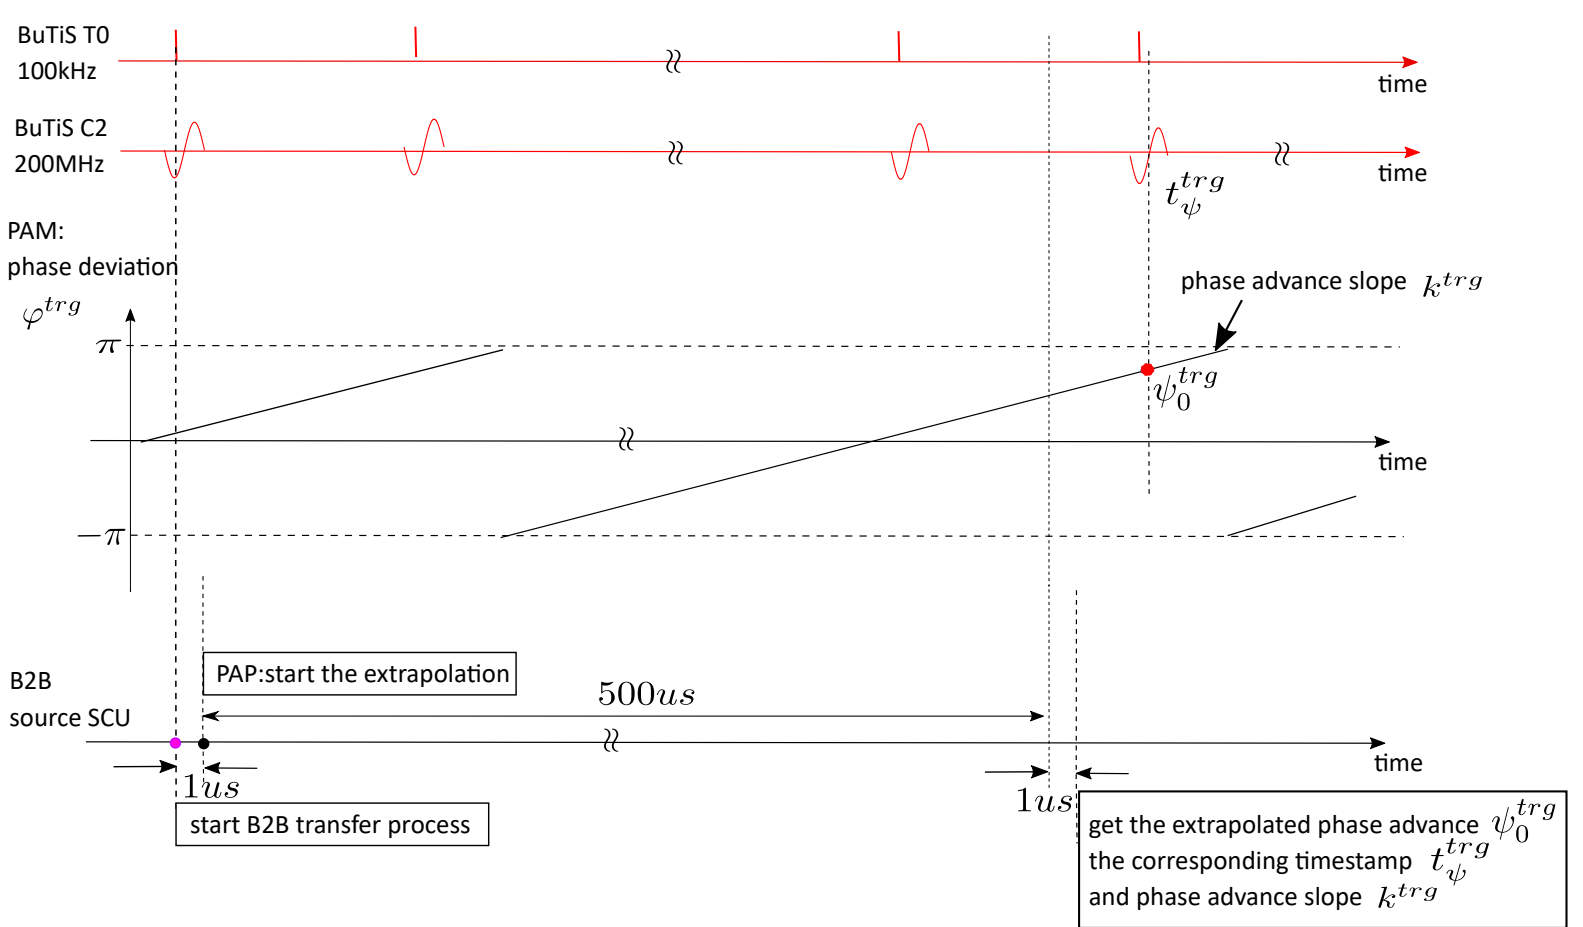 BuTiS T0
100kHz
time
BuTiS C2
200MHz
time
t_ψ^{trg}
PAM:
phase deviation
φ^{trg}
phase advance slope k^{trg}
π
ψ_0^{trg}
time
−π
PAP:start the extrapolation
B2B
source SCU
500us
time
1us
1us
start B2B transfer process
get the extrapolated phase advance ψ_0^{trg}
the corresponding timestamp t_ψ^{trg}
and phase advance slope k^{trg}